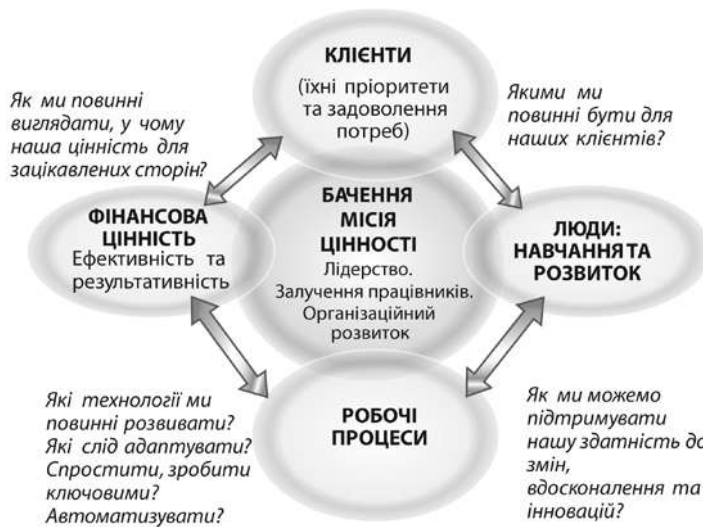 КЛІЄНТИ
(їхні пріоритети
та задоволення
потреб)
Як ми повинні
виглядати, у чому
наша цінність для
зацікавлених сторін?
Якими ми
повинні бути для
наших клієнтів?
ФІНАНСОВА
ЦІННІСТЬ
Ефективність та
результативність
БАЧЕННЯ
МІСІЯ
ЦІННОСТІ
Лідерство.
Залучення працівників.
Організаційний
розвиток
ЛЮДИ:
НАВЧАННЯ ТА
РОЗВИТОК
Які технології ми
повинні розвивати?
Які слід адаптувати?
Спростити, зробити
ключовими?
Автоматизувати?
РОБОЧІ
ПРОЦЕСИ
Як ми можемо
підтримувати
нашу здатність до
змін,
вдосконалення та
інновацій?